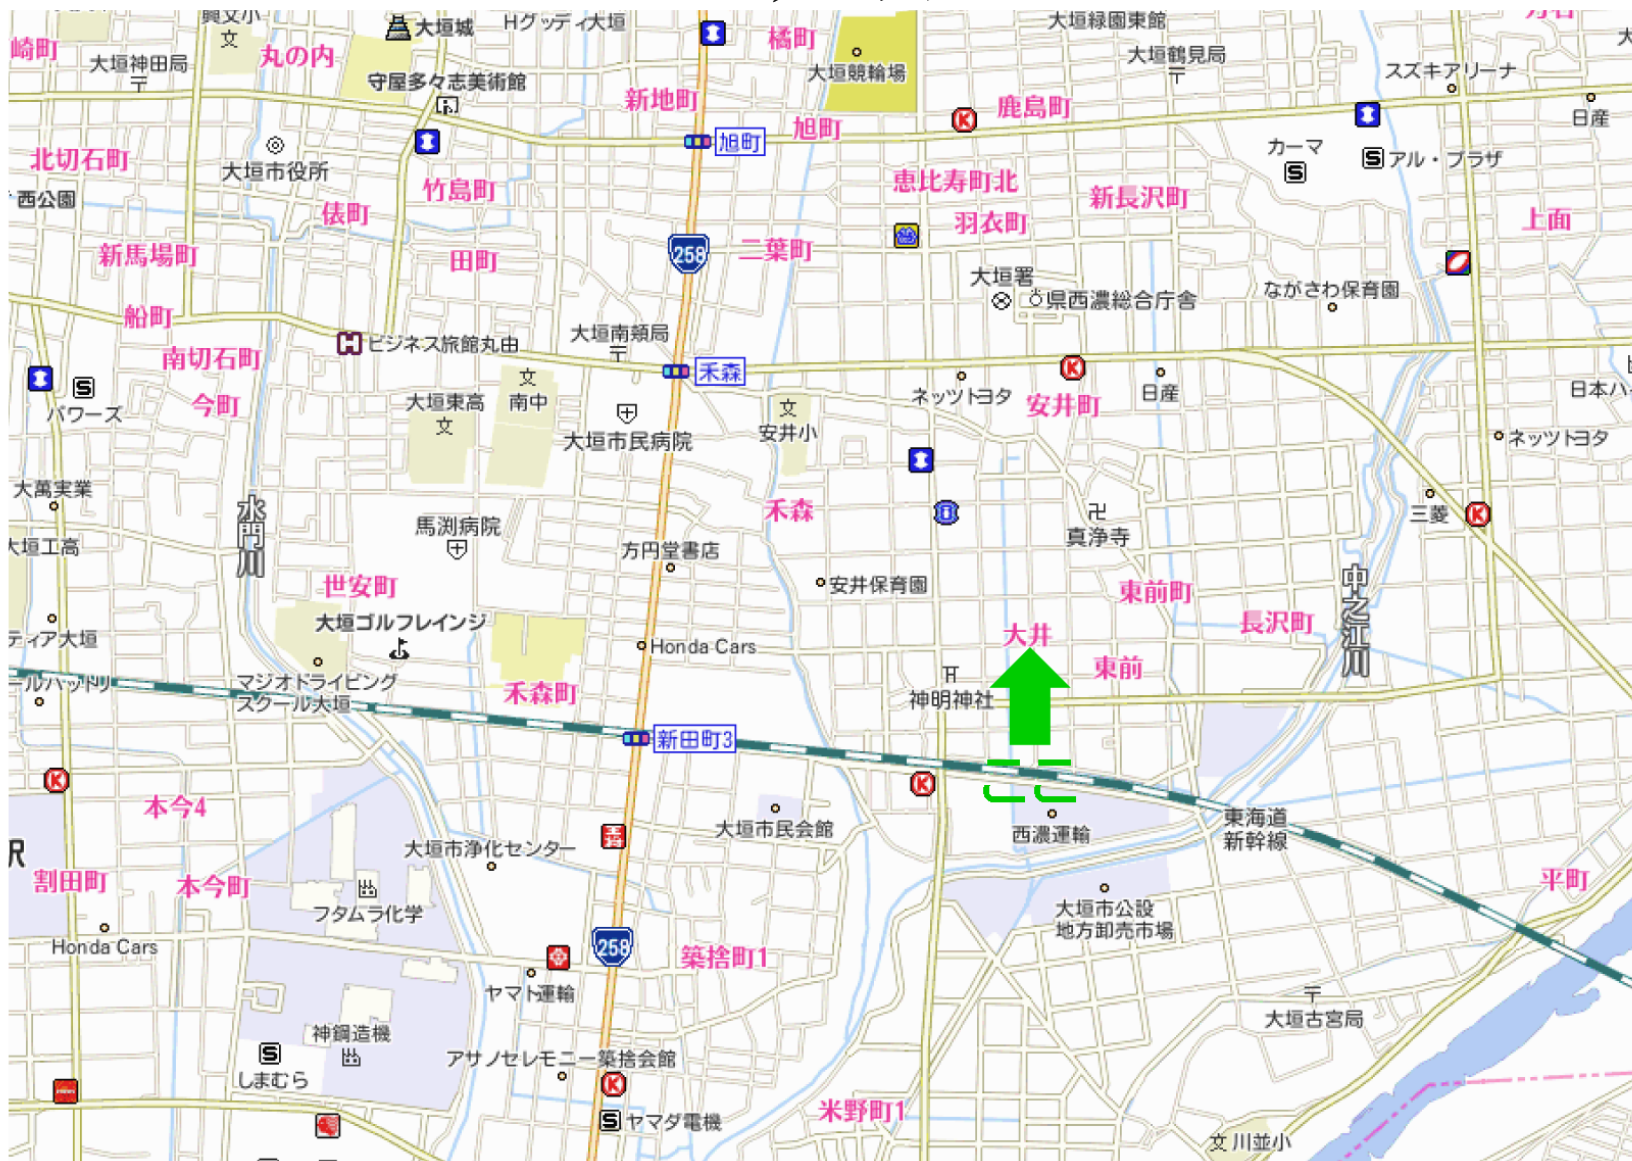 興文小
大垣城
Hグッディ大垣
橘町
大垣緑園東館
崎町
大垣神田局
丸の内
守屋多々志美術館
大垣競輪場
大垣鶴見局
スズキアリーナ
新地町
旭町
鹿島町
日産
旭町
北切石町
大垣市役所
竹島町
恵比寿町北
カーマ
アル・プラザ
西公園
俵町
新長沢町
羽衣町
上面
新馬場町
田町
258
二葉町
大垣署
県西濃総合庁舎
ながさわ保育園
船町
南切石町
ビジネス旅館丸由
大垣南頬局
禾森
パワーズ
今町
大垣東高
南中
大垣市民病院
安井小
ネッツトヨタ
安井町
日産
日本ハ
ネッツトヨタ
大萬実業
水門川
馬渕病院
禾森
真浄寺
三菱
大垣工高
方円堂書店
世安町
安井保育園
東前町
中之江川
長沢町
ティア大垣
大垣ゴルフレインジ
Honda Cars
大井
東前
ールハットリ
マジオドライビング
スクール大垣
禾森町
神明神社
新田町3
本今4
大垣市民会館
西濃運輸
東海道
新幹線
大垣市浄化センター
R
割田町
本今町
フタムラ化学
平町
大垣市公設
地方卸売市場
Honda Cars
258
築捨町1
ヤマト運輸
大垣古宮局
神鋼造機
しまむら
アサノセレモニー築捨会館
ヤマダ電機
米野町1
川並小